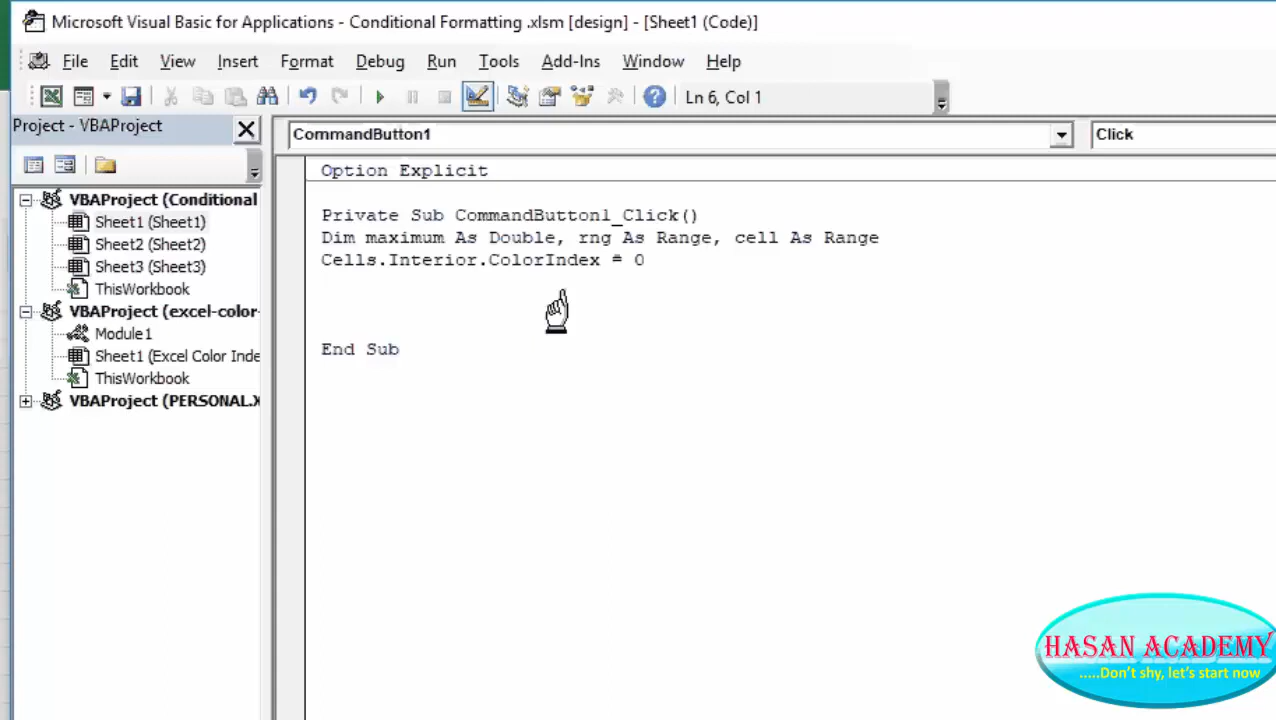 Microsoft Visual Basic for Applications - Conditional Formatting .xlsm [design] - [Sheet1 (Code)]
File Edit View Insert Format Debug Run Tools Add-Ins Window Help
Ln 6, Col 1
Project - VBAProject
CommandButton1 Click
VBAProject (Conditional
Sheet1 (Sheet1)
Sheet2 (Sheet2)
Sheet3 (Sheet3)
ThisWorkbook
VBAProject (excel-color-
Module1
Sheet1 (Excel Color Inde
ThisWorkbook
VBAProject (PERSONAL.X
Option Explicit
Private Sub CommandButton1_Click()
Dim maximum As Double, rng As Range, cell As Range
Cells.Interior.ColorIndex = 0
End Sub
HASAN ACADEMY
.....Don't shy, let's start now